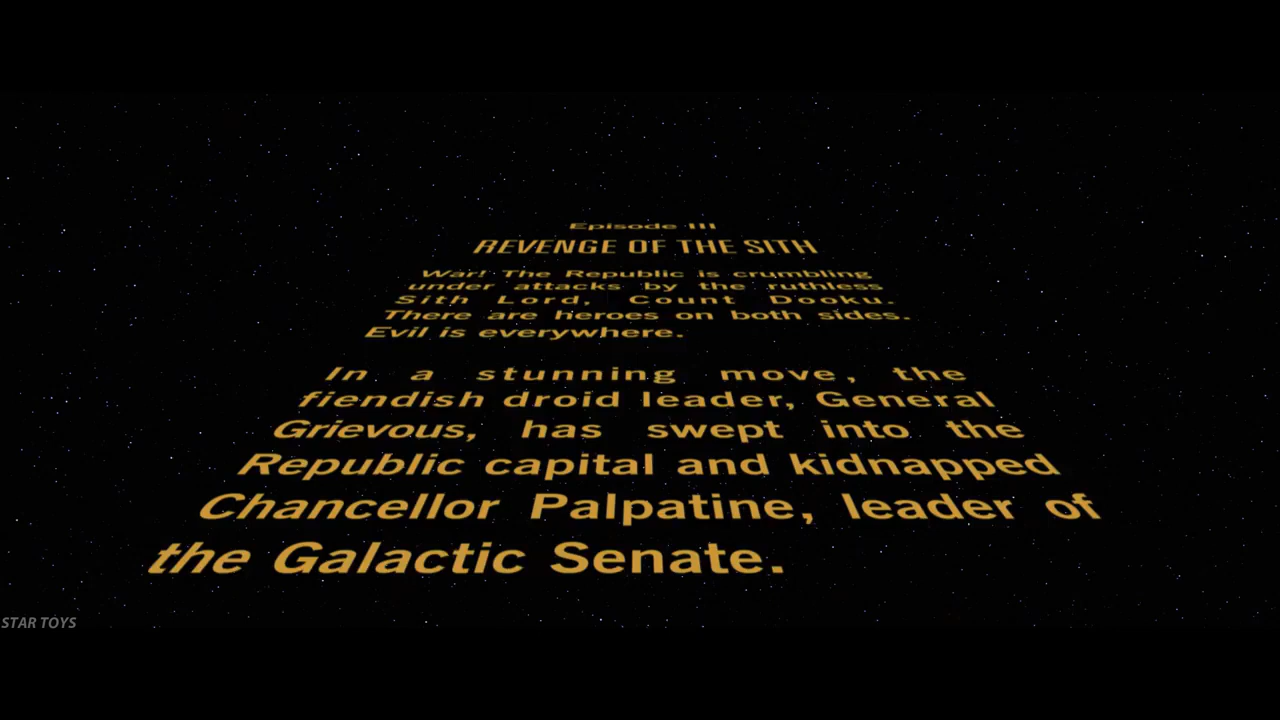 Episode III
REVENGE OF THE SITH
War! The Republic is crumbling
under attacks by the ruthless
Sith Lord, Count Dooku.
There are heroes on both sides.
Evil is everywhere.
In a stunning move, the
fiendish droid leader, General
Grievous, has swept into the
Republic capital and kidnapped
Chancellor Palpatine, leader of
the Galactic Senate.
STAR TOYS